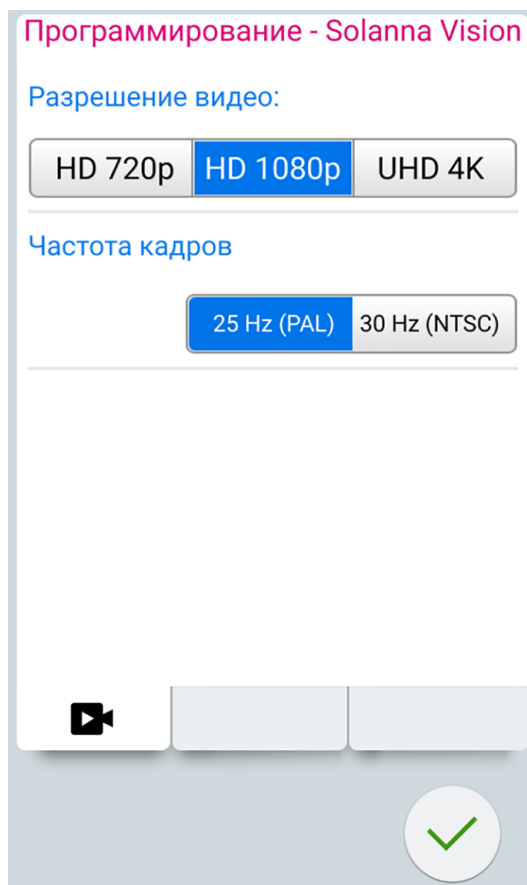 Программирование - Solanna Vision
Разрешение видео:
HD 720p HD 1080p UHD 4K
Частота кадров
25 Hz (PAL) 30 Hz (NTSC)